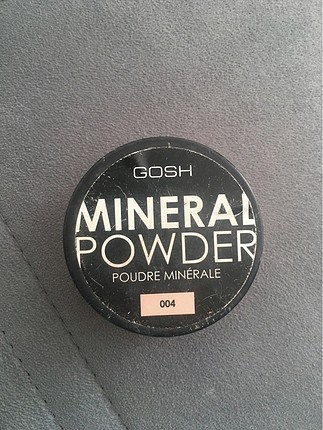 GOSH
MINERAL
POWDER
POUDRE MINÉRALE
004